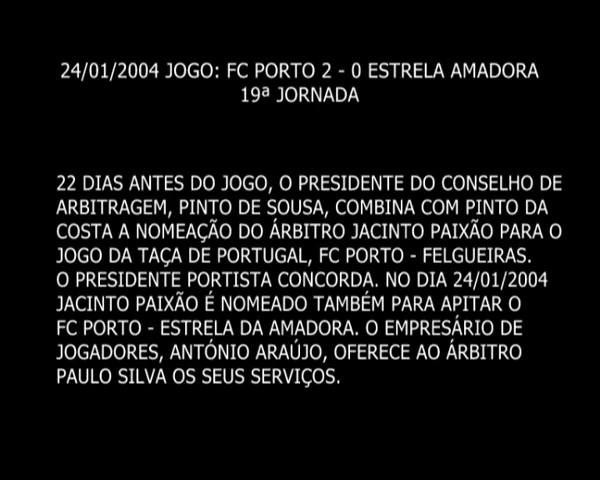 24/01/2004 JOGO: FC PORTO 2 - 0 ESTRELA AMADORA
19ª JORNADA
22 DIAS ANTES DO JOGO, O PRESIDENTE DO CONSELHO DE
ARBITRAGEM, PINTO DE SOUSA, COMBINA COM PINTO DA
COSTA A NOMEAÇÃO DO ÁRBITRO JACINTO PAIXÃO PARA O
JOGO DA TAÇA DE PORTUGAL, FC PORTO - FELGUEIRAS.
O PRESIDENTE PORTISTA CONCORDA. NO DIA 24/01/2004
JACINTO PAIXÃO É NOMEADO TAMBÉM PARA APITAR O
FC PORTO - ESTRELA DA AMADORA. O EMPRESÁRIO DE
JOGADORES, ANTÓNIO ARAÚJO, OFERECE AO ÁRBITRO
PAULO SILVA OS SEUS SERVIÇOS.